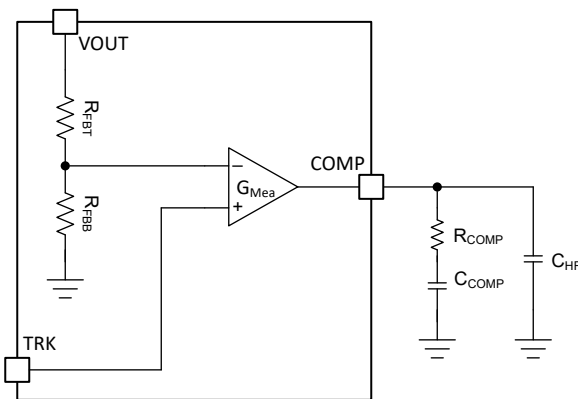 VOUT
RFBT
RFBB
COMP
−
GMea
+
RCOMP
CCOMP
CHF
TRK